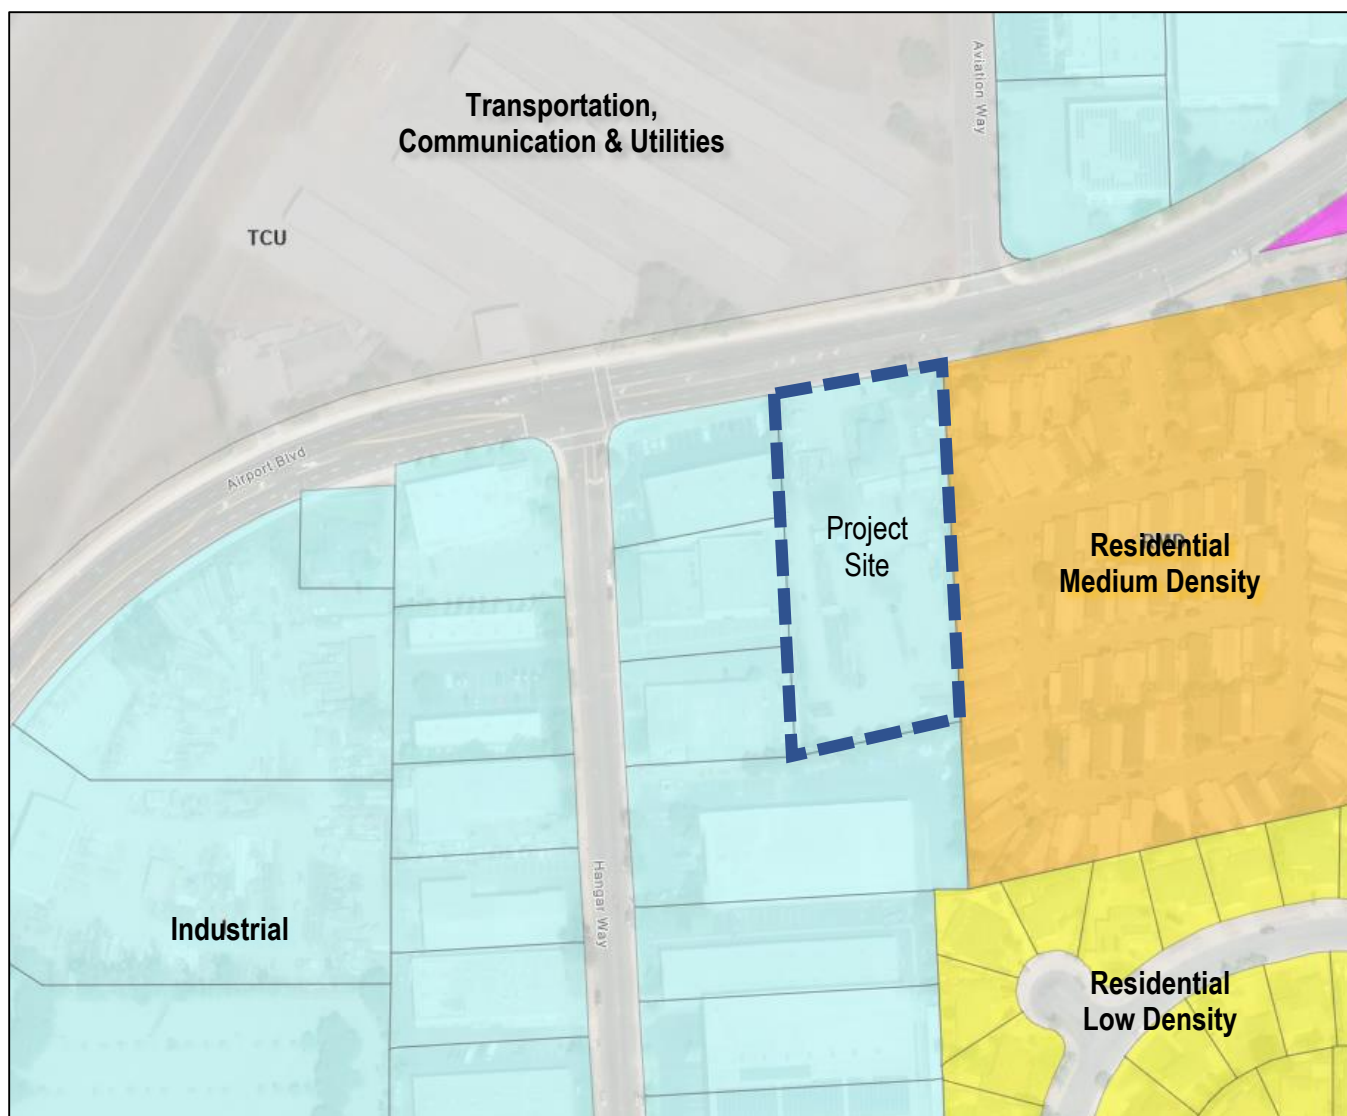 Aviation Way
Transportation,
Communication & Utilities
TCU
Airport Blvd
Project
Site
Residential
Medium Density
Hangar Way
Industrial
Residential
Low Density